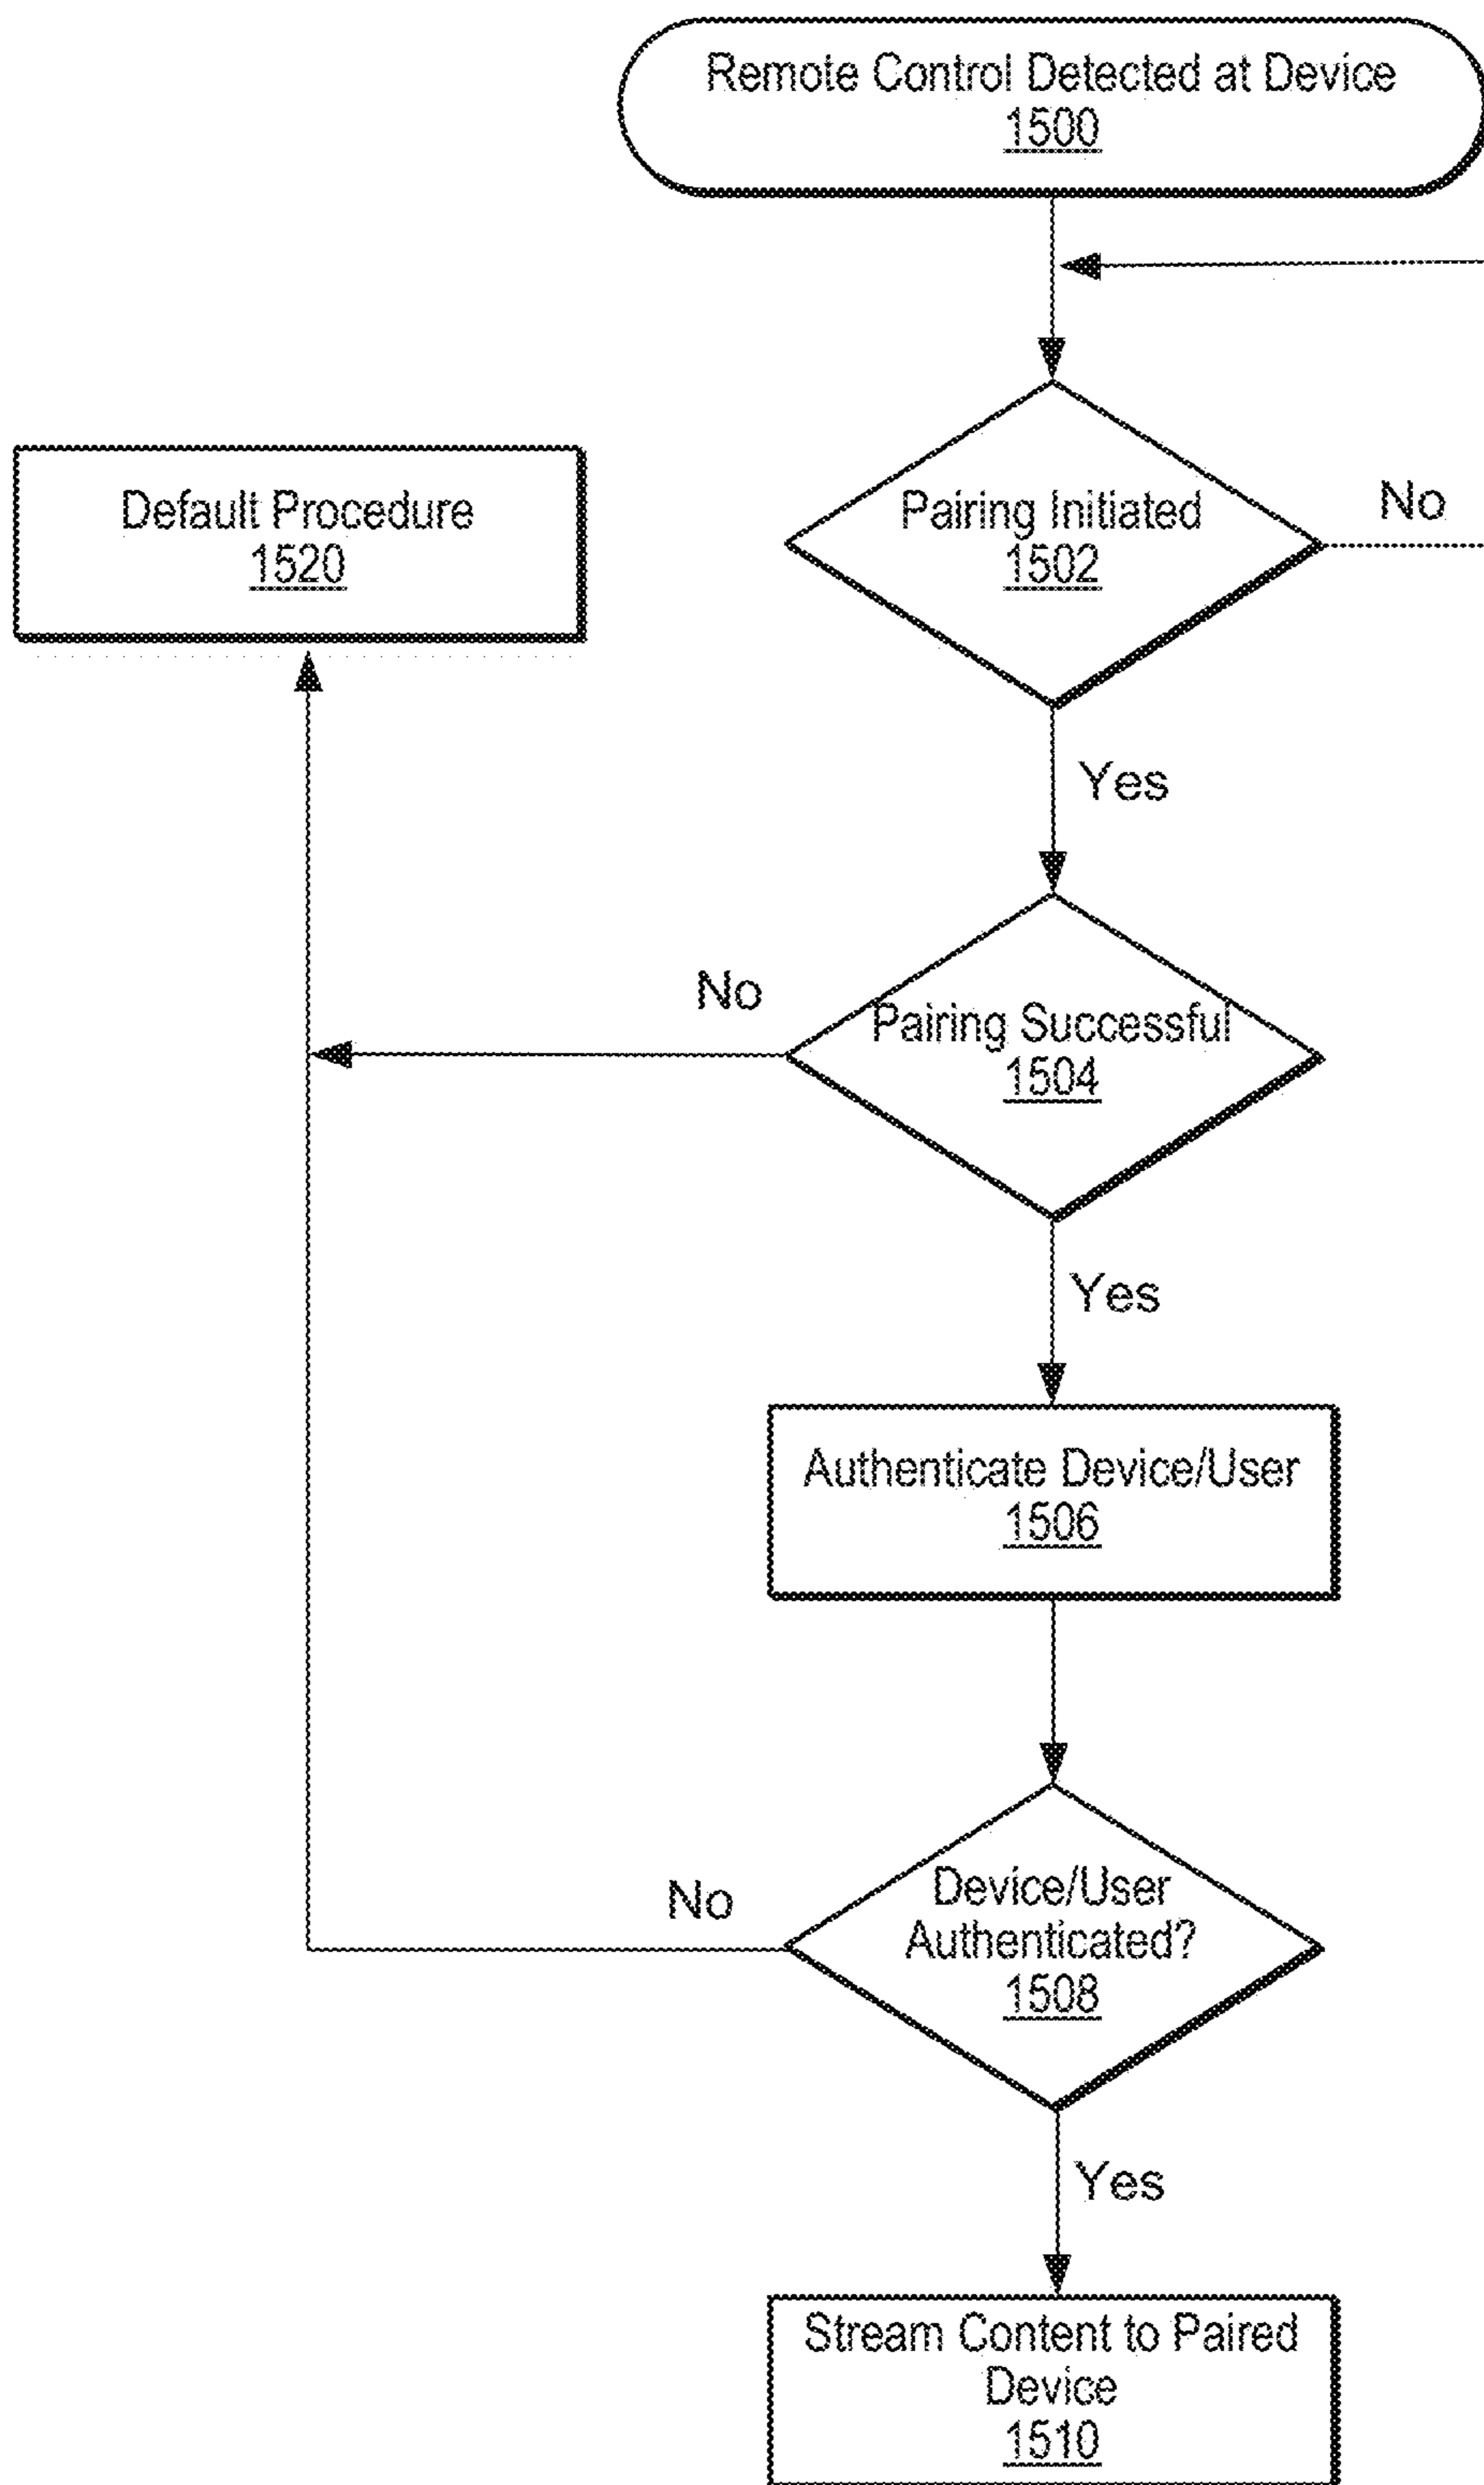 Remote Control Detected at Device
1500
Default Procedure
1520
Pairing Initiated
1502
No
Yes
No
Pairing Successful
1504
Yes
Authenticate Device/User
1506
No
Device/User
Authenticated?
1508
Yes
Stream Content to Paired
Device
1510